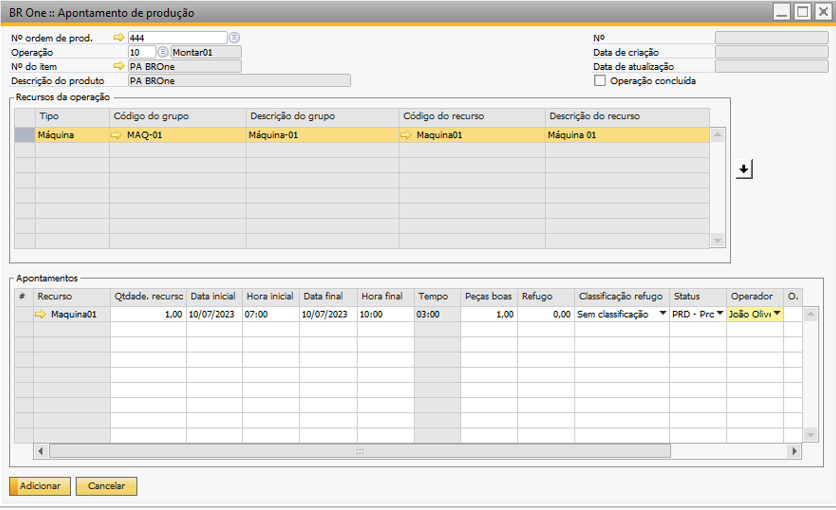 BR One :: Apontamento de produção
Nº ordem de prod. 444 Nº
Operação 10 Montar01 Data de criação
Nº do item PA BROne Data de atualização
Descrição do produto PA BROne Operação concluída
Recursos da operação
Tipo Código do grupo Descrição do grupo Código do recurso Descrição do recurso
Máquina MAQ-01 Máquina-01 Maquina01 Máquina 01
Apontamentos
# Recurso Qtdade. recurso Data inicial Hora inicial Data final Hora final Tempo Peças boas Refugo Classificação refugo Status Operador O.
Maquina01 1,00 10/07/2023 07:00 10/07/2023 10:00 03:00 1,00 0,00 Sem classificação PRD - Pro João Olive
Adicionar Cancelar